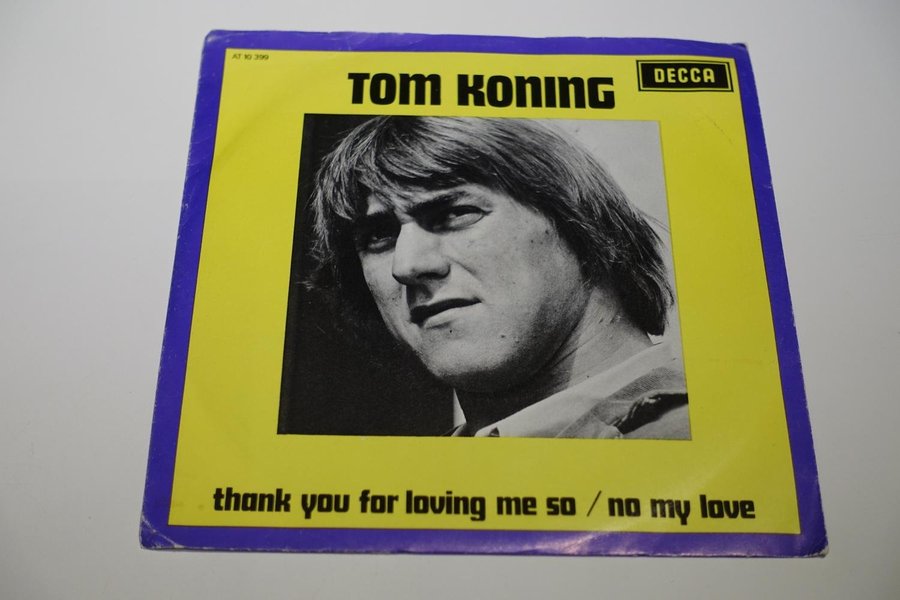 AT 10 399
TOM KONING
DECCA
thank you for loving me so / no my love